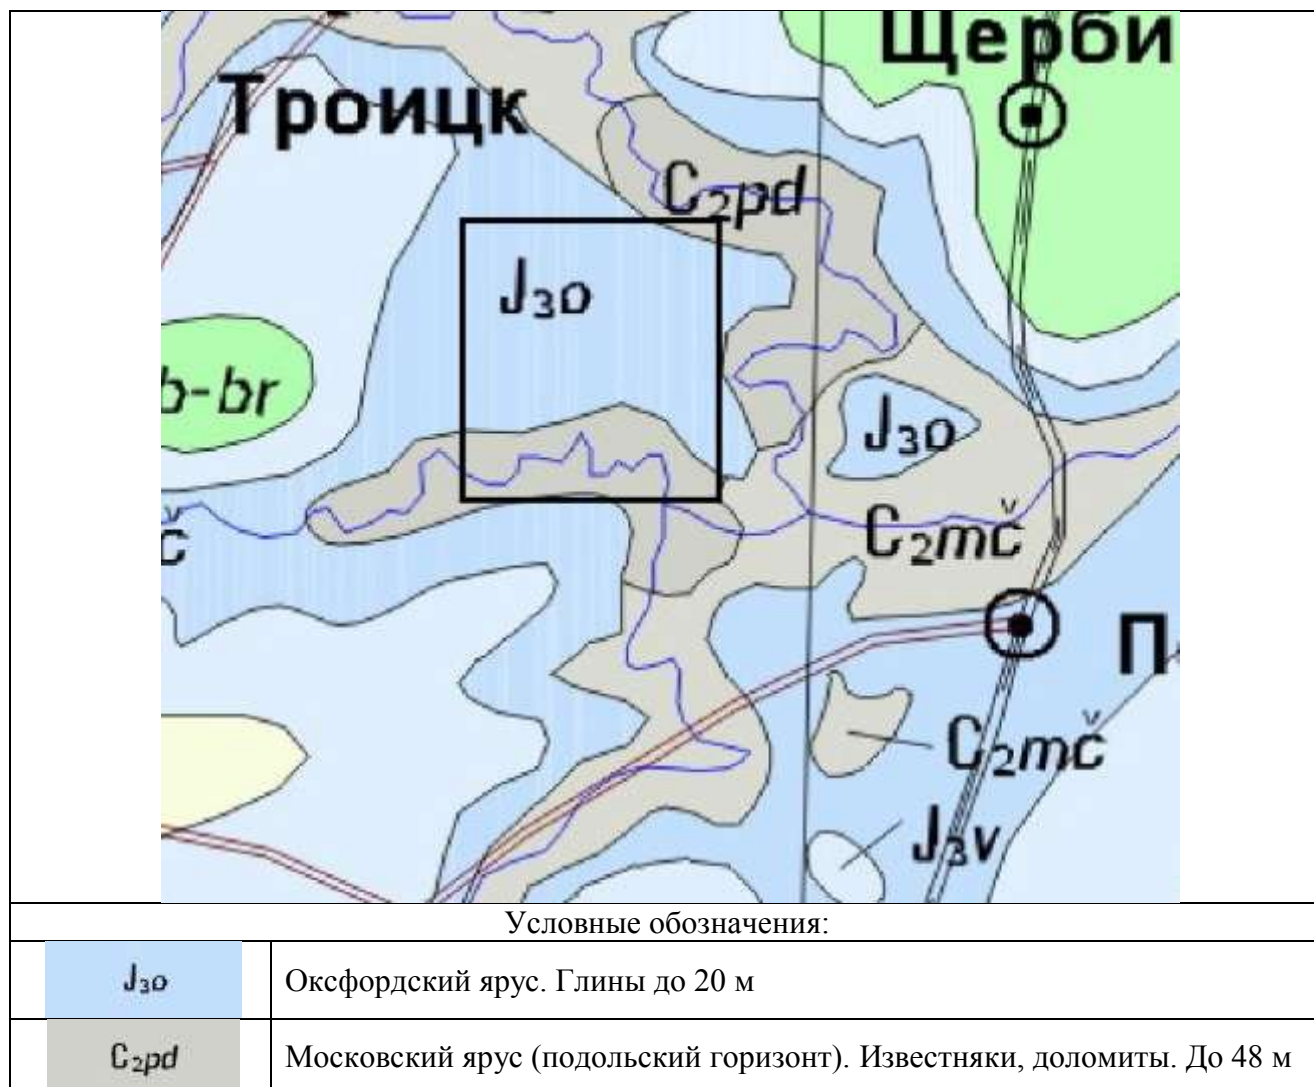 Щерби
Троицк
C₂pd
J₃o
b-br
J₃o
č
C₂mč
П
C₂mč
J₃v
Условные обозначения:
J₃o Оксфордский ярус. Глины до 20 м
C₂pd Московский ярус (подольский горизонт). Известняки, доломиты. До 48 м